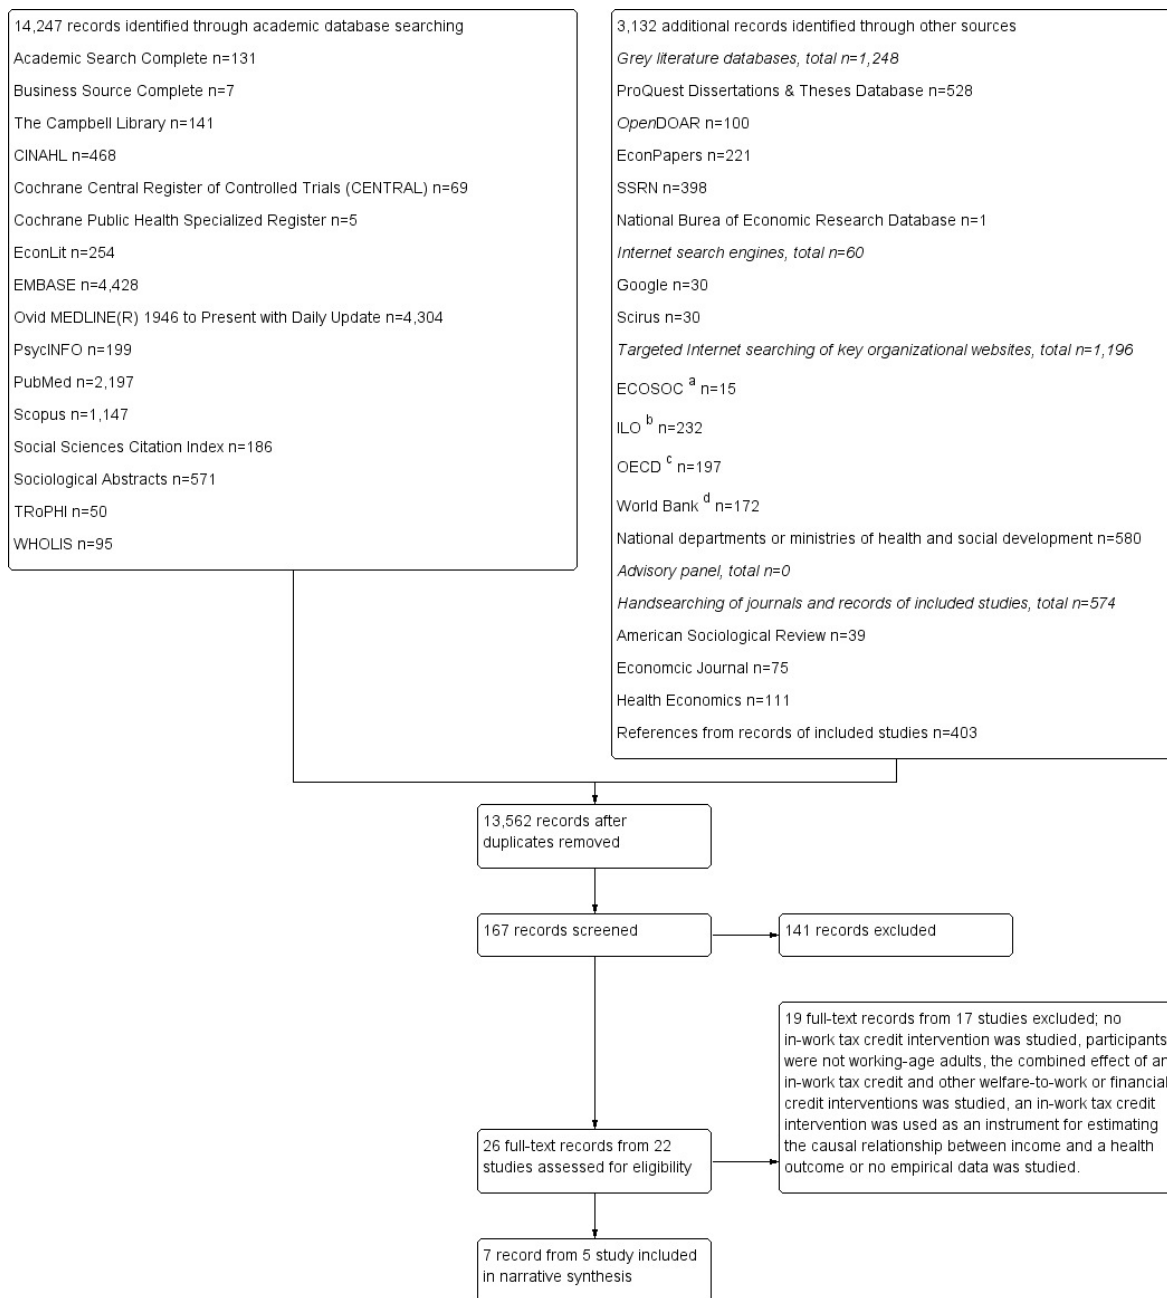 14,247 records identified through academic database searching
Academic Search Complete n=131
Business Source Complete n=7
The Campbell Library n=141
CINAHL n=468
Cochrane Central Register of Controlled Trials (CENTRAL) n=69
Cochrane Public Health Specialized Register n=5
EconLit n=254
EMBASE n=4,428
Ovid MEDLINE(R) 1946 to Present with Daily Update n=4,304
PsycINFO n=199
PubMed n=2,197
Scopus n=1,147
Social Sciences Citation Index n=186
Sociological Abstracts n=571
TRoPHI n=50
WHOLIS n=95
3,132 additional records identified through other sources
Grey literature databases, total n=1,248
ProQuest Dissertations & Theses Database n=528
OpenDOAR n=100
EconPapers n=221
SSRN n=398
National Burea of Economic Research Database n=1
Internet search engines, total n=60
Google n=30
Scirus n=30
Targeted Internet searching of key organizational websites, total n=1,196
ECOSOC a n=15
ILO b n=232
OECD c n=197
World Bank d n=172
National departments or ministries of health and social development n=580
Advisory panel, total n=0
Handsearching of journals and records of included studies, total n=574
American Sociological Review n=39
Economcic Journal n=75
Health Economics n=111
References from records of included studies n=403
13,562 records after
duplicates removed
167 records screened
141 records excluded
19 full-text records from 17 studies excluded; no
in-work tax credit intervention was studied, participants
were not working-age adults, the combined effect of an
in-work tax credit and other welfare-to-work or financial
credit interventions was studied, an in-work tax credit
intervention was used as an instrument for estimating
the causal relationship between income and a health
outcome or no empirical data was studied.
26 full-text records from 22
studies assessed for eligibility
7 record from 5 study included
in narrative synthesis